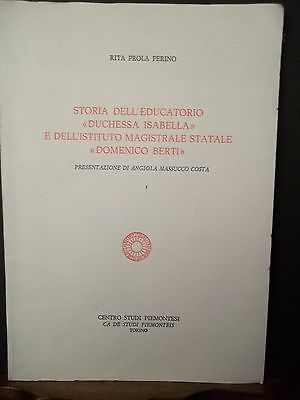 RITA PROLA PERINO
STORIA DELL'EDUCATORIO
«DUCHESSA ISABELLA»
E DELL'ISTITUTO MAGISTRALE STATALE
«DOMENICO BERTI»
PRESENTAZIONE DI ANGIOLA MASSUCCO COSTA
I
CENTRO STUDI PIEMONTESI
CA DË STUDI PIEMONTÈIS
TORINO